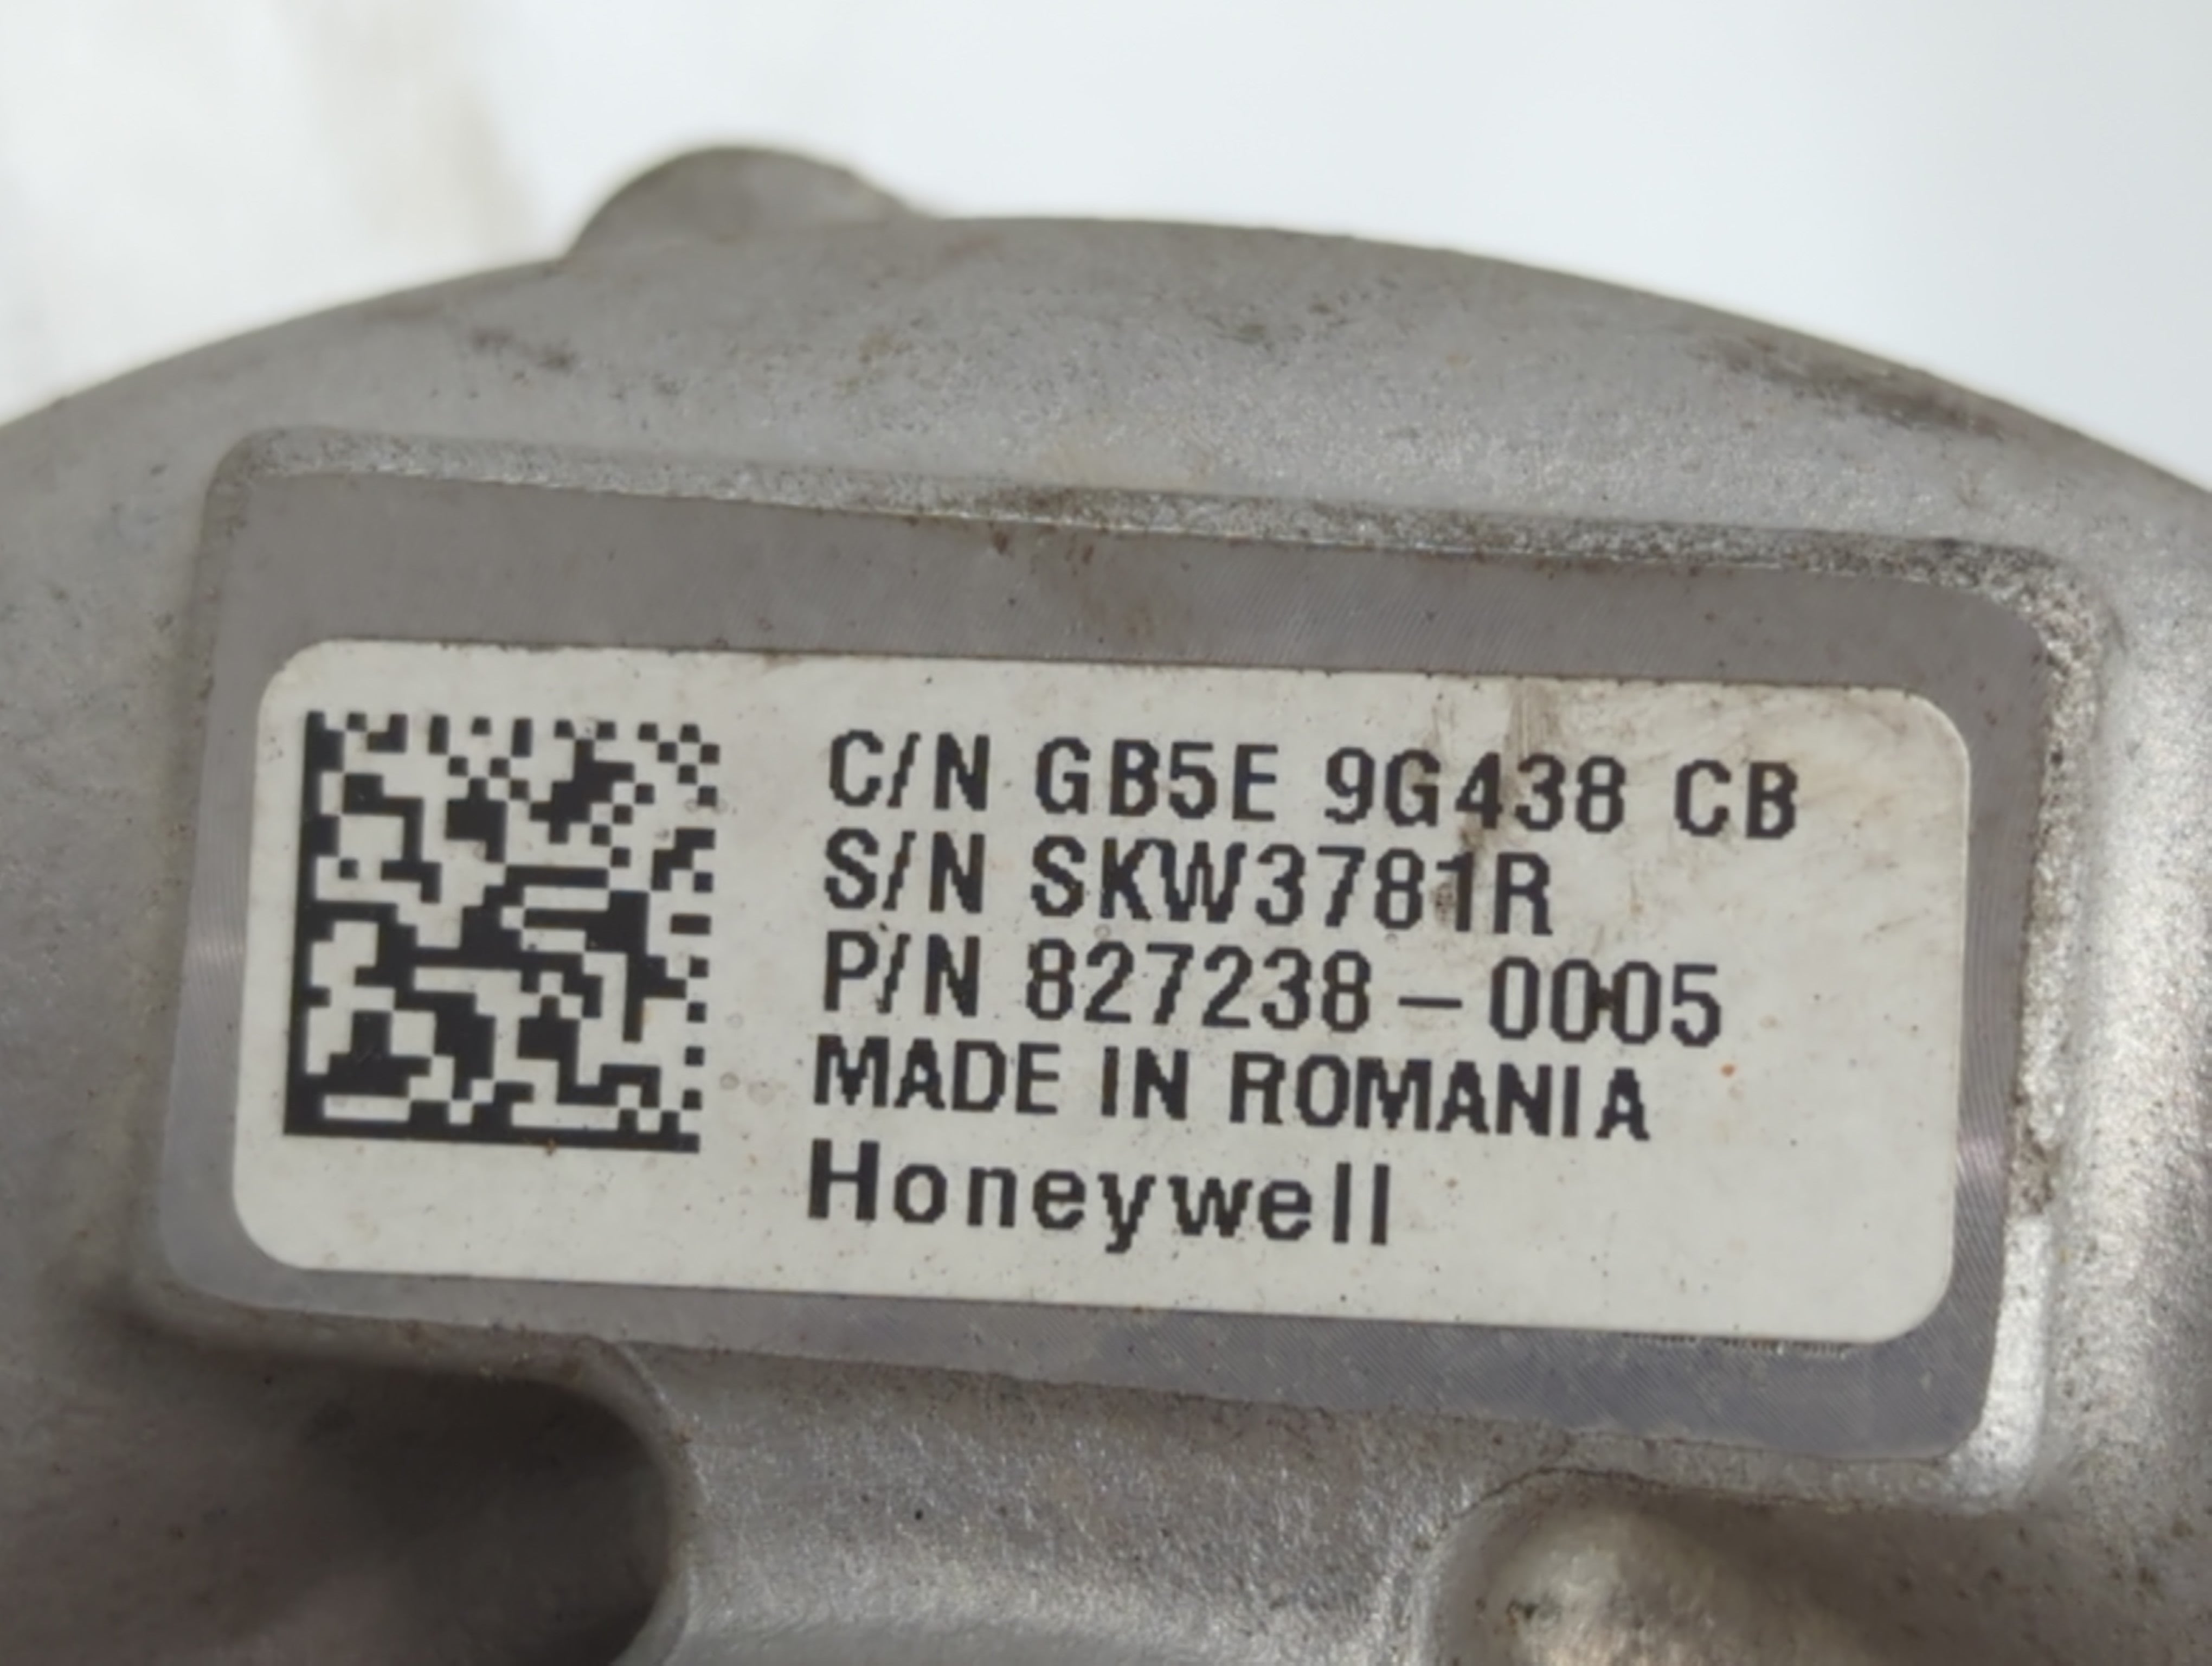 C/N GB5E 9G438 CB
S/N SKW3781R
P/N 827238-0005
MADE IN ROMANIA
Honeywell